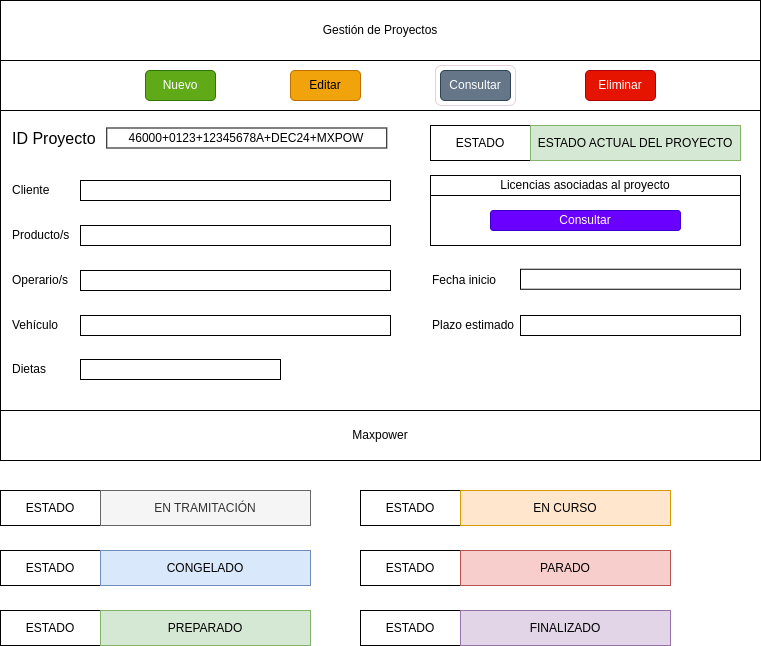 Gestión de Proyectos
Nuevo Editar Consultar Eliminar
ID Proyecto 46000+0123+12345678A+DEC24+MXPOW
ESTADO ESTADO ACTUAL DEL PROYECTO
Cliente
Licencias asociadas al proyecto
Consultar
Producto/s
Operario/s
Fecha inicio
Vehículo
Plazo estimado
Dietas
Maxpower
ESTADO EN TRAMITACIÓN
ESTADO EN CURSO
ESTADO CONGELADO
ESTADO PARADO
ESTADO PREPARADO
ESTADO FINALIZADO